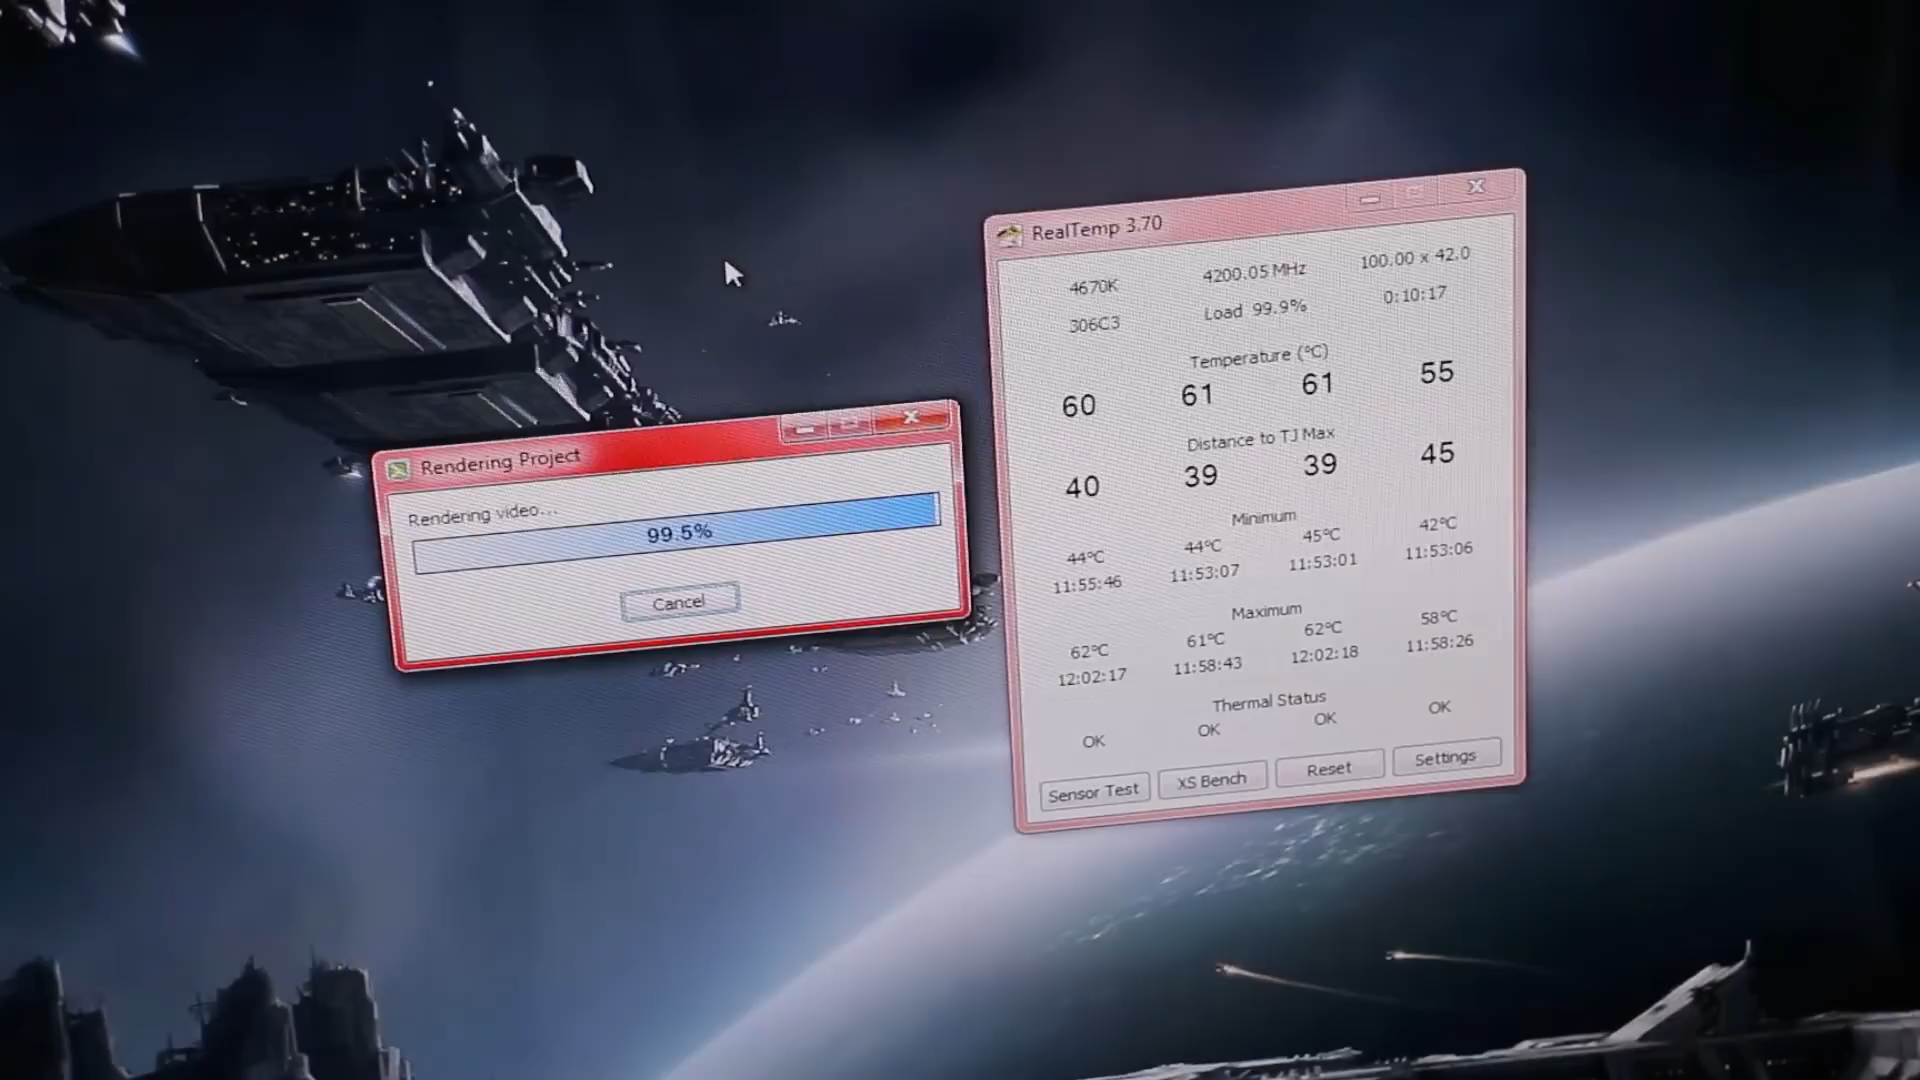 Rendering Project
Rendering video...
99.5%
Cancel
RealTemp 3.70
4670K 4200.05 MHz 100.00 x 42.0
306C3 Load 99.9% 0:10:17
Temperature (°C)
60 61 61 55
Distance to TJ Max
40 39 39 45
Minimum
44°C 44°C 45°C 42°C
11:55:46 11:53:07 11:53:01 11:53:06
Maximum
62°C 61°C 62°C 58°C
12:02:17 11:58:43 12:02:18 11:58:26
Thermal Status
OK OK OK OK
Sensor Test XS Bench Reset Settings